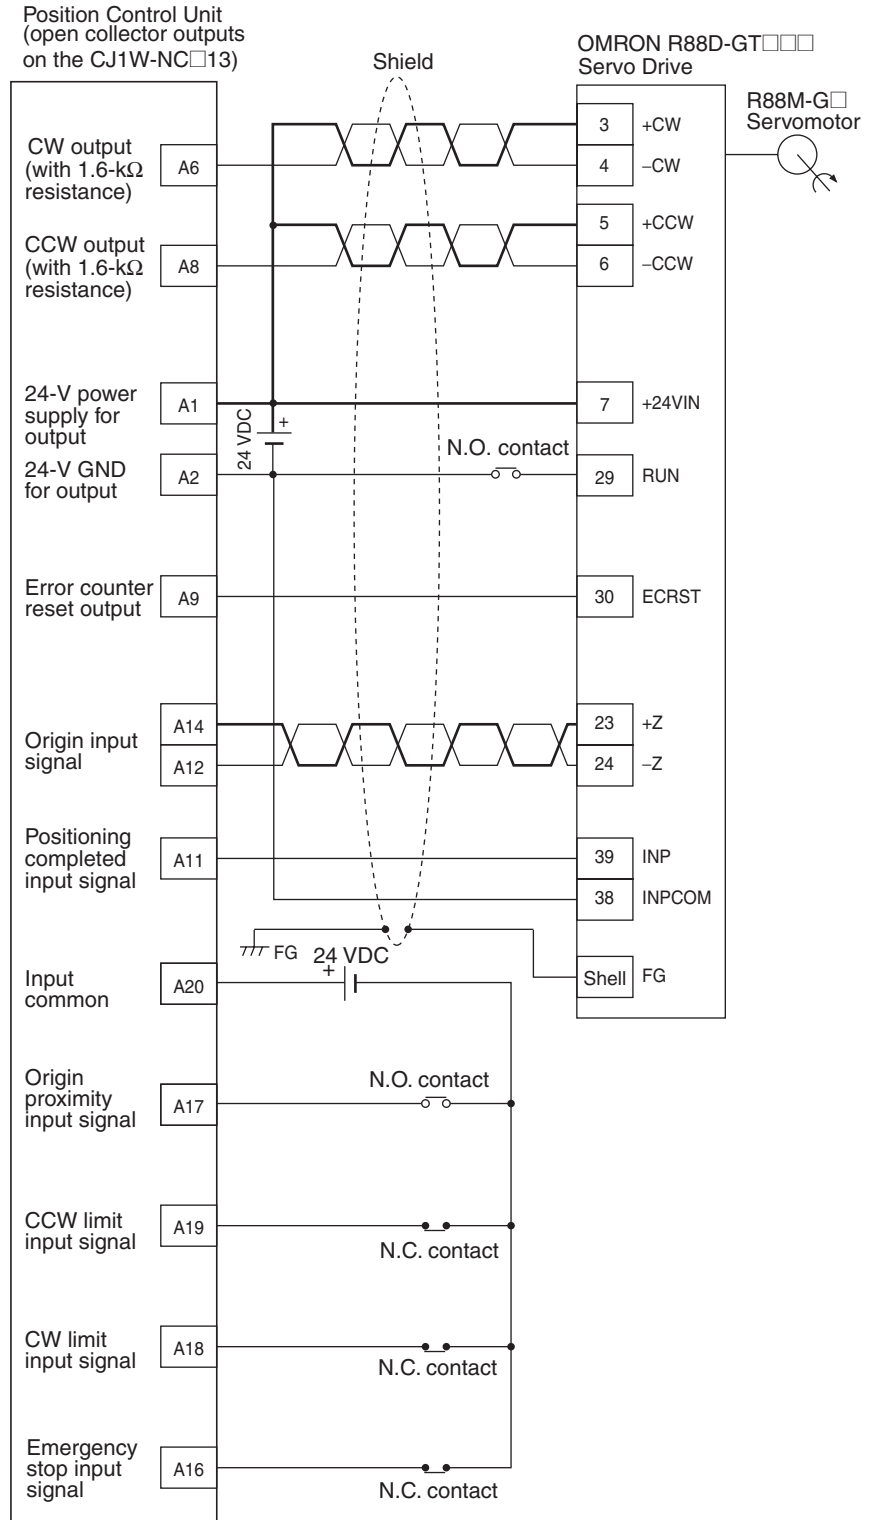 Position Control Unit
(open collector outputs
on the CJ1W-NC□13)
Shield
OMRON R88D-GT□□□
Servo Drive
R88M-G□
Servomotor
CW output
(with 1.6-kΩ
resistance)
A6
3
+CW
4
−CW
CCW output
(with 1.6-kΩ
resistance)
A8
5
+CCW
6
−CCW
24-V power
supply for
output
A1
24 VDC
+
7
+24VIN
24-V GND
for output
A2
N.O. contact
29
RUN
Error counter
reset output
A9
30
ECRST
Origin input
signal
A14
A12
23
+Z
24
−Z
Positioning
completed
input signal
A11
39
INP
38
INPCOM
FG
24 VDC
+
Shell
FG
Input
common
A20
Origin
proximity
input signal
A17
N.O. contact
CCW limit
input signal
A19
N.C. contact
CW limit
input signal
A18
N.C. contact
Emergency
stop input
signal
A16
N.C. contact